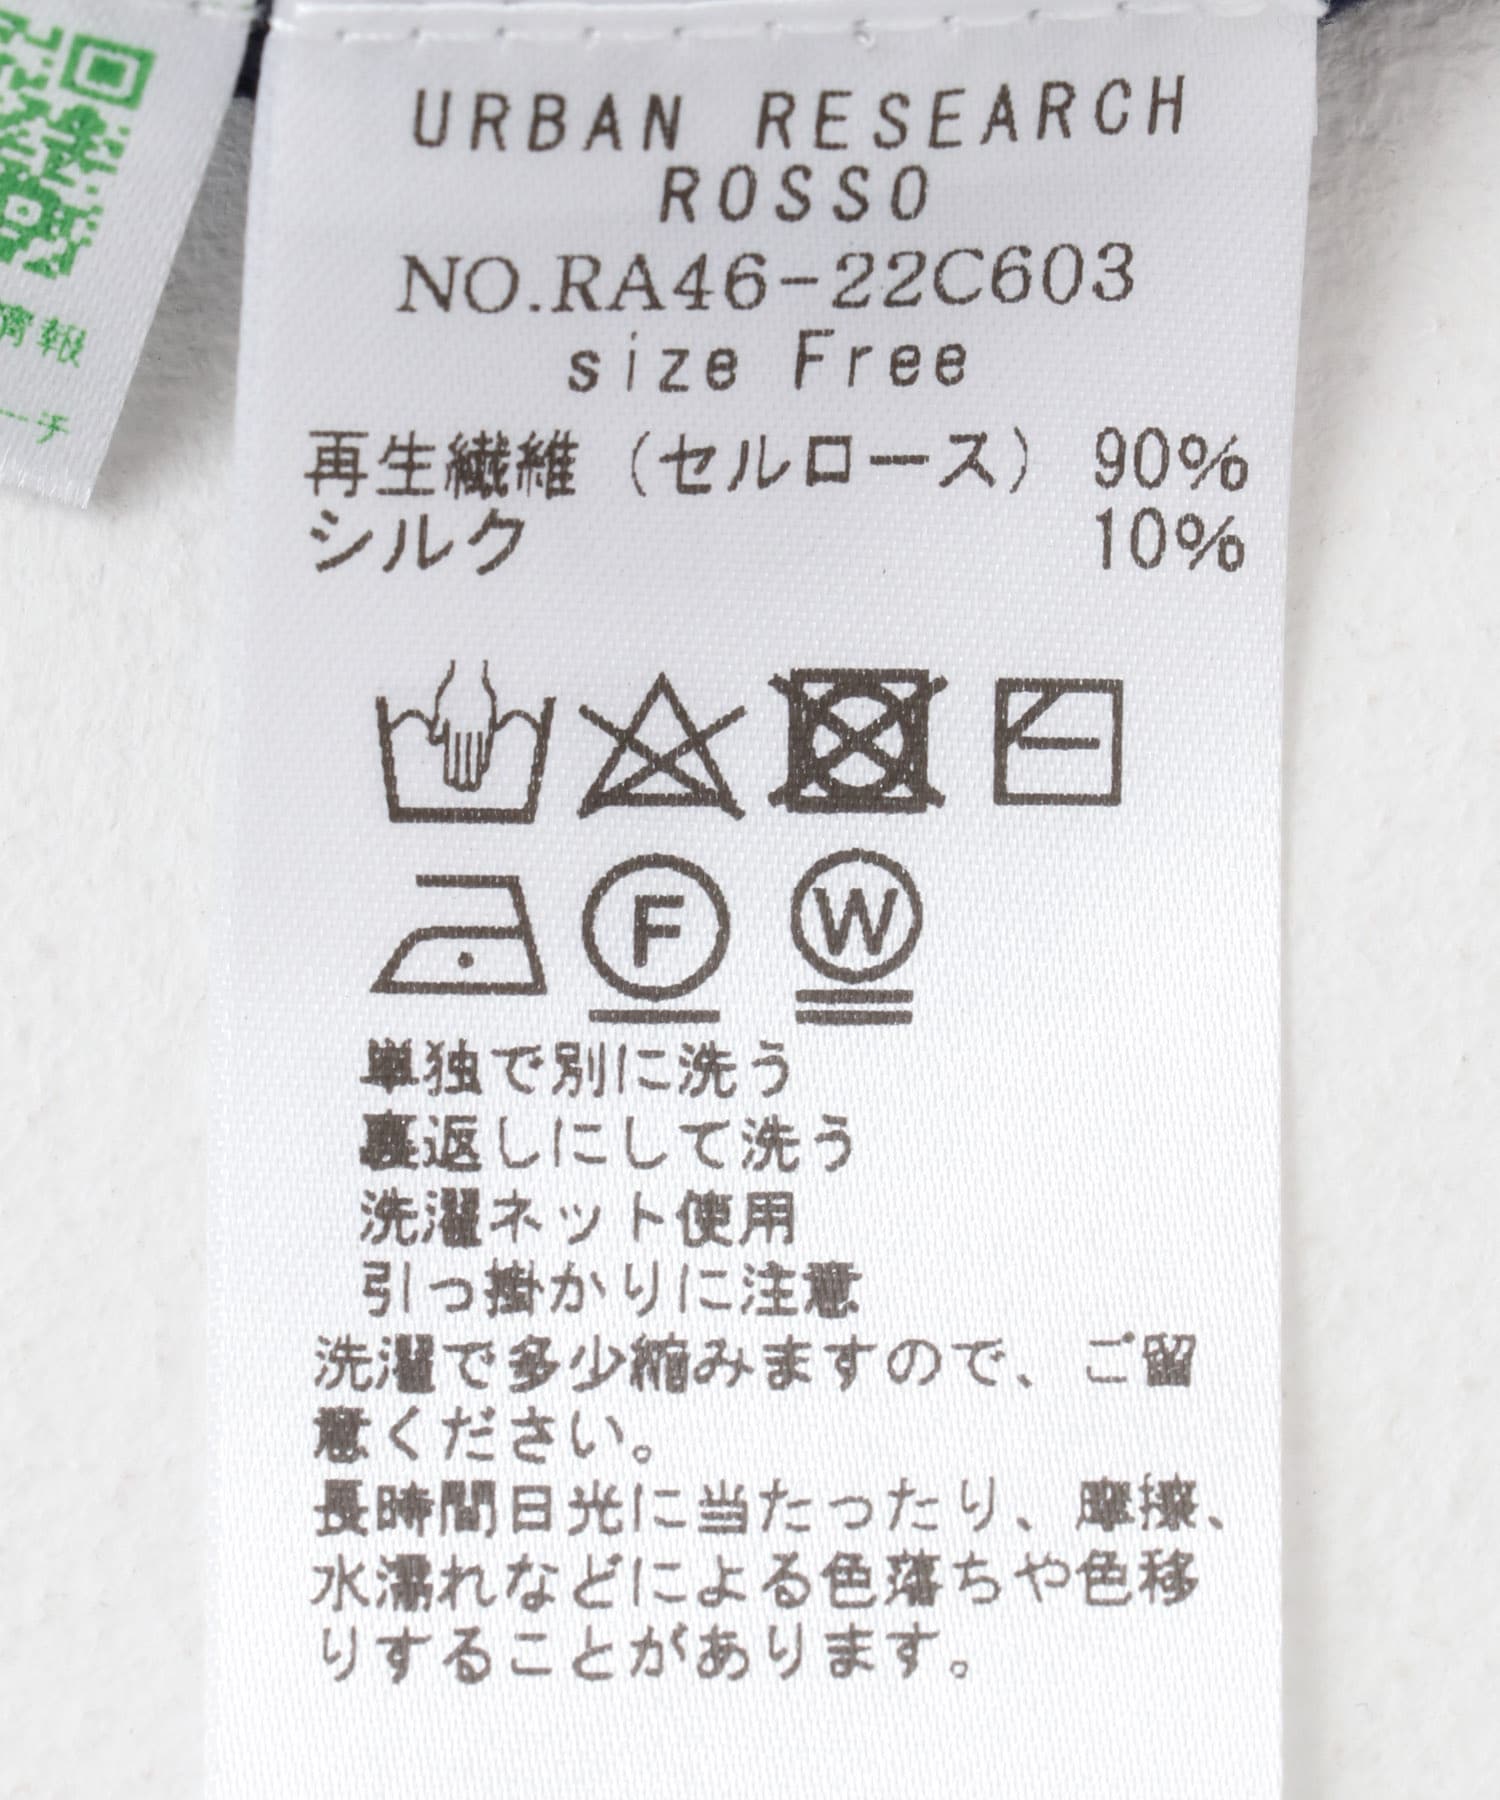 URBAN RESEARCH
ROSSO
NO.RA46-22C603
size Free
再生繊維（セルロース） 90%
シルク 10%
F
W
単独で別に洗う
裏返しにして洗う
洗濯ネット使用
引っ掛かりに注意
洗濯で多少縮みますので、ご留
意ください。
長時間日光に当たったり、摩擦、
水濡れなどによる色落ちや色移
りすることがあります。
情報